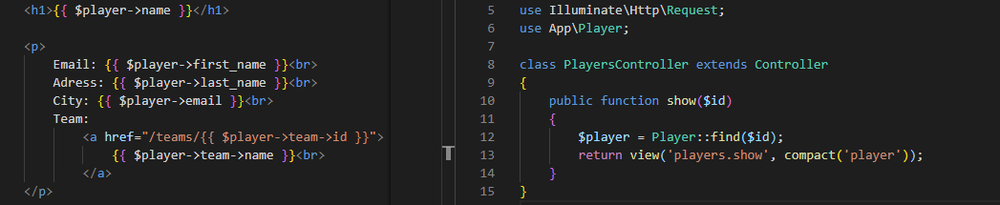 <h1>{{ $player->name }}</h1>
<p>
Email: {{ $player->first_name }}<br>
Adress: {{ $player->last_name }}<br>
City: {{ $player->email }}<br>
Team:
<a href="/teams/{{ $player->team->id }}">
{{ $player->team->name }}<br>
</a>
</p>
5 use Illuminate\Http\Request;
6 use App\Player;
7
8 class PlayersController extends Controller
9 {
10 public function show($id)
11 {
12 $player = Player::find($id);
13 return view('players.show', compact('player'));
14 }
15 }